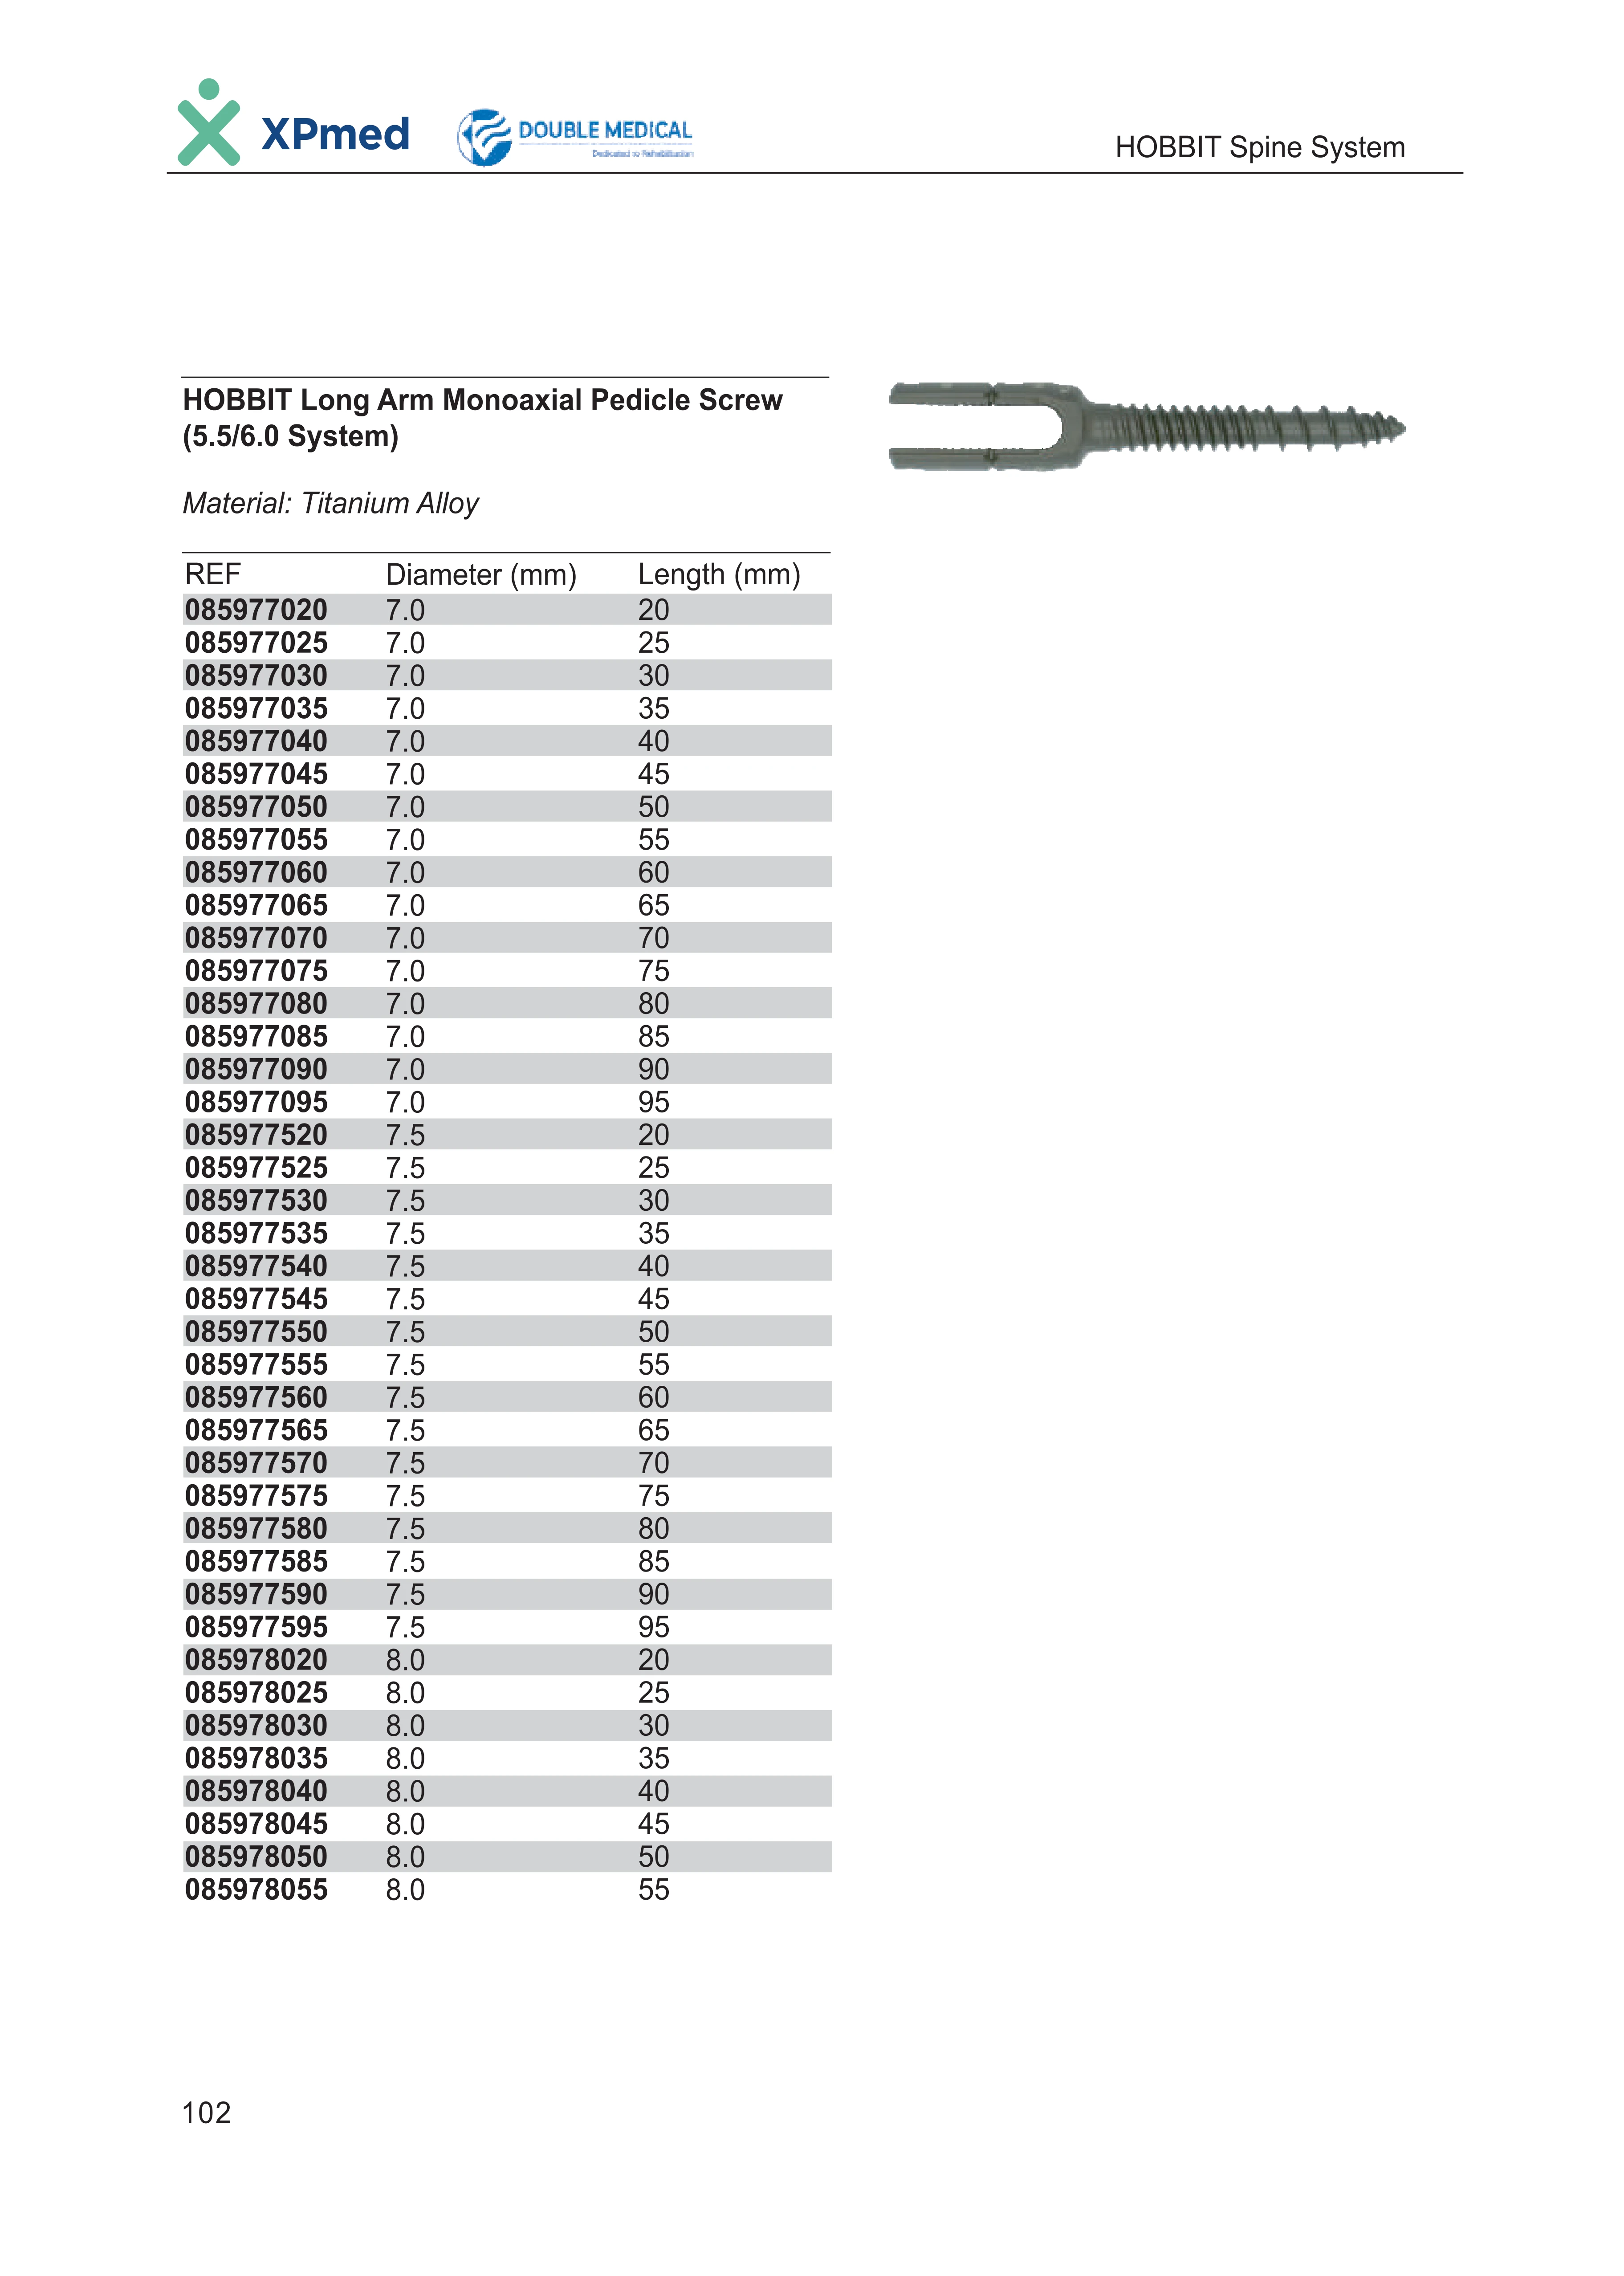 XPmed
DOUBLE MEDICAL
Dedicated to Rehabilitation
HOBBIT Spine System
HOBBIT Long Arm Monoaxial Pedicle Screw
(5.5/6.0 System)
Material: Titanium Alloy
REF Diameter (mm) Length (mm)
085977020 7.0 20
085977025 7.0 25
085977030 7.0 30
085977035 7.0 35
085977040 7.0 40
085977045 7.0 45
085977050 7.0 50
085977055 7.0 55
085977060 7.0 60
085977065 7.0 65
085977070 7.0 70
085977075 7.0 75
085977080 7.0 80
085977085 7.0 85
085977090 7.0 90
085977095 7.0 95
085977520 7.5 20
085977525 7.5 25
085977530 7.5 30
085977535 7.5 35
085977540 7.5 40
085977545 7.5 45
085977550 7.5 50
085977555 7.5 55
085977560 7.5 60
085977565 7.5 65
085977570 7.5 70
085977575 7.5 75
085977580 7.5 80
085977585 7.5 85
085977590 7.5 90
085977595 7.5 95
085978020 8.0 20
085978025 8.0 25
085978030 8.0 30
085978035 8.0 35
085978040 8.0 40
085978045 8.0 45
085978050 8.0 50
085978055 8.0 55
102